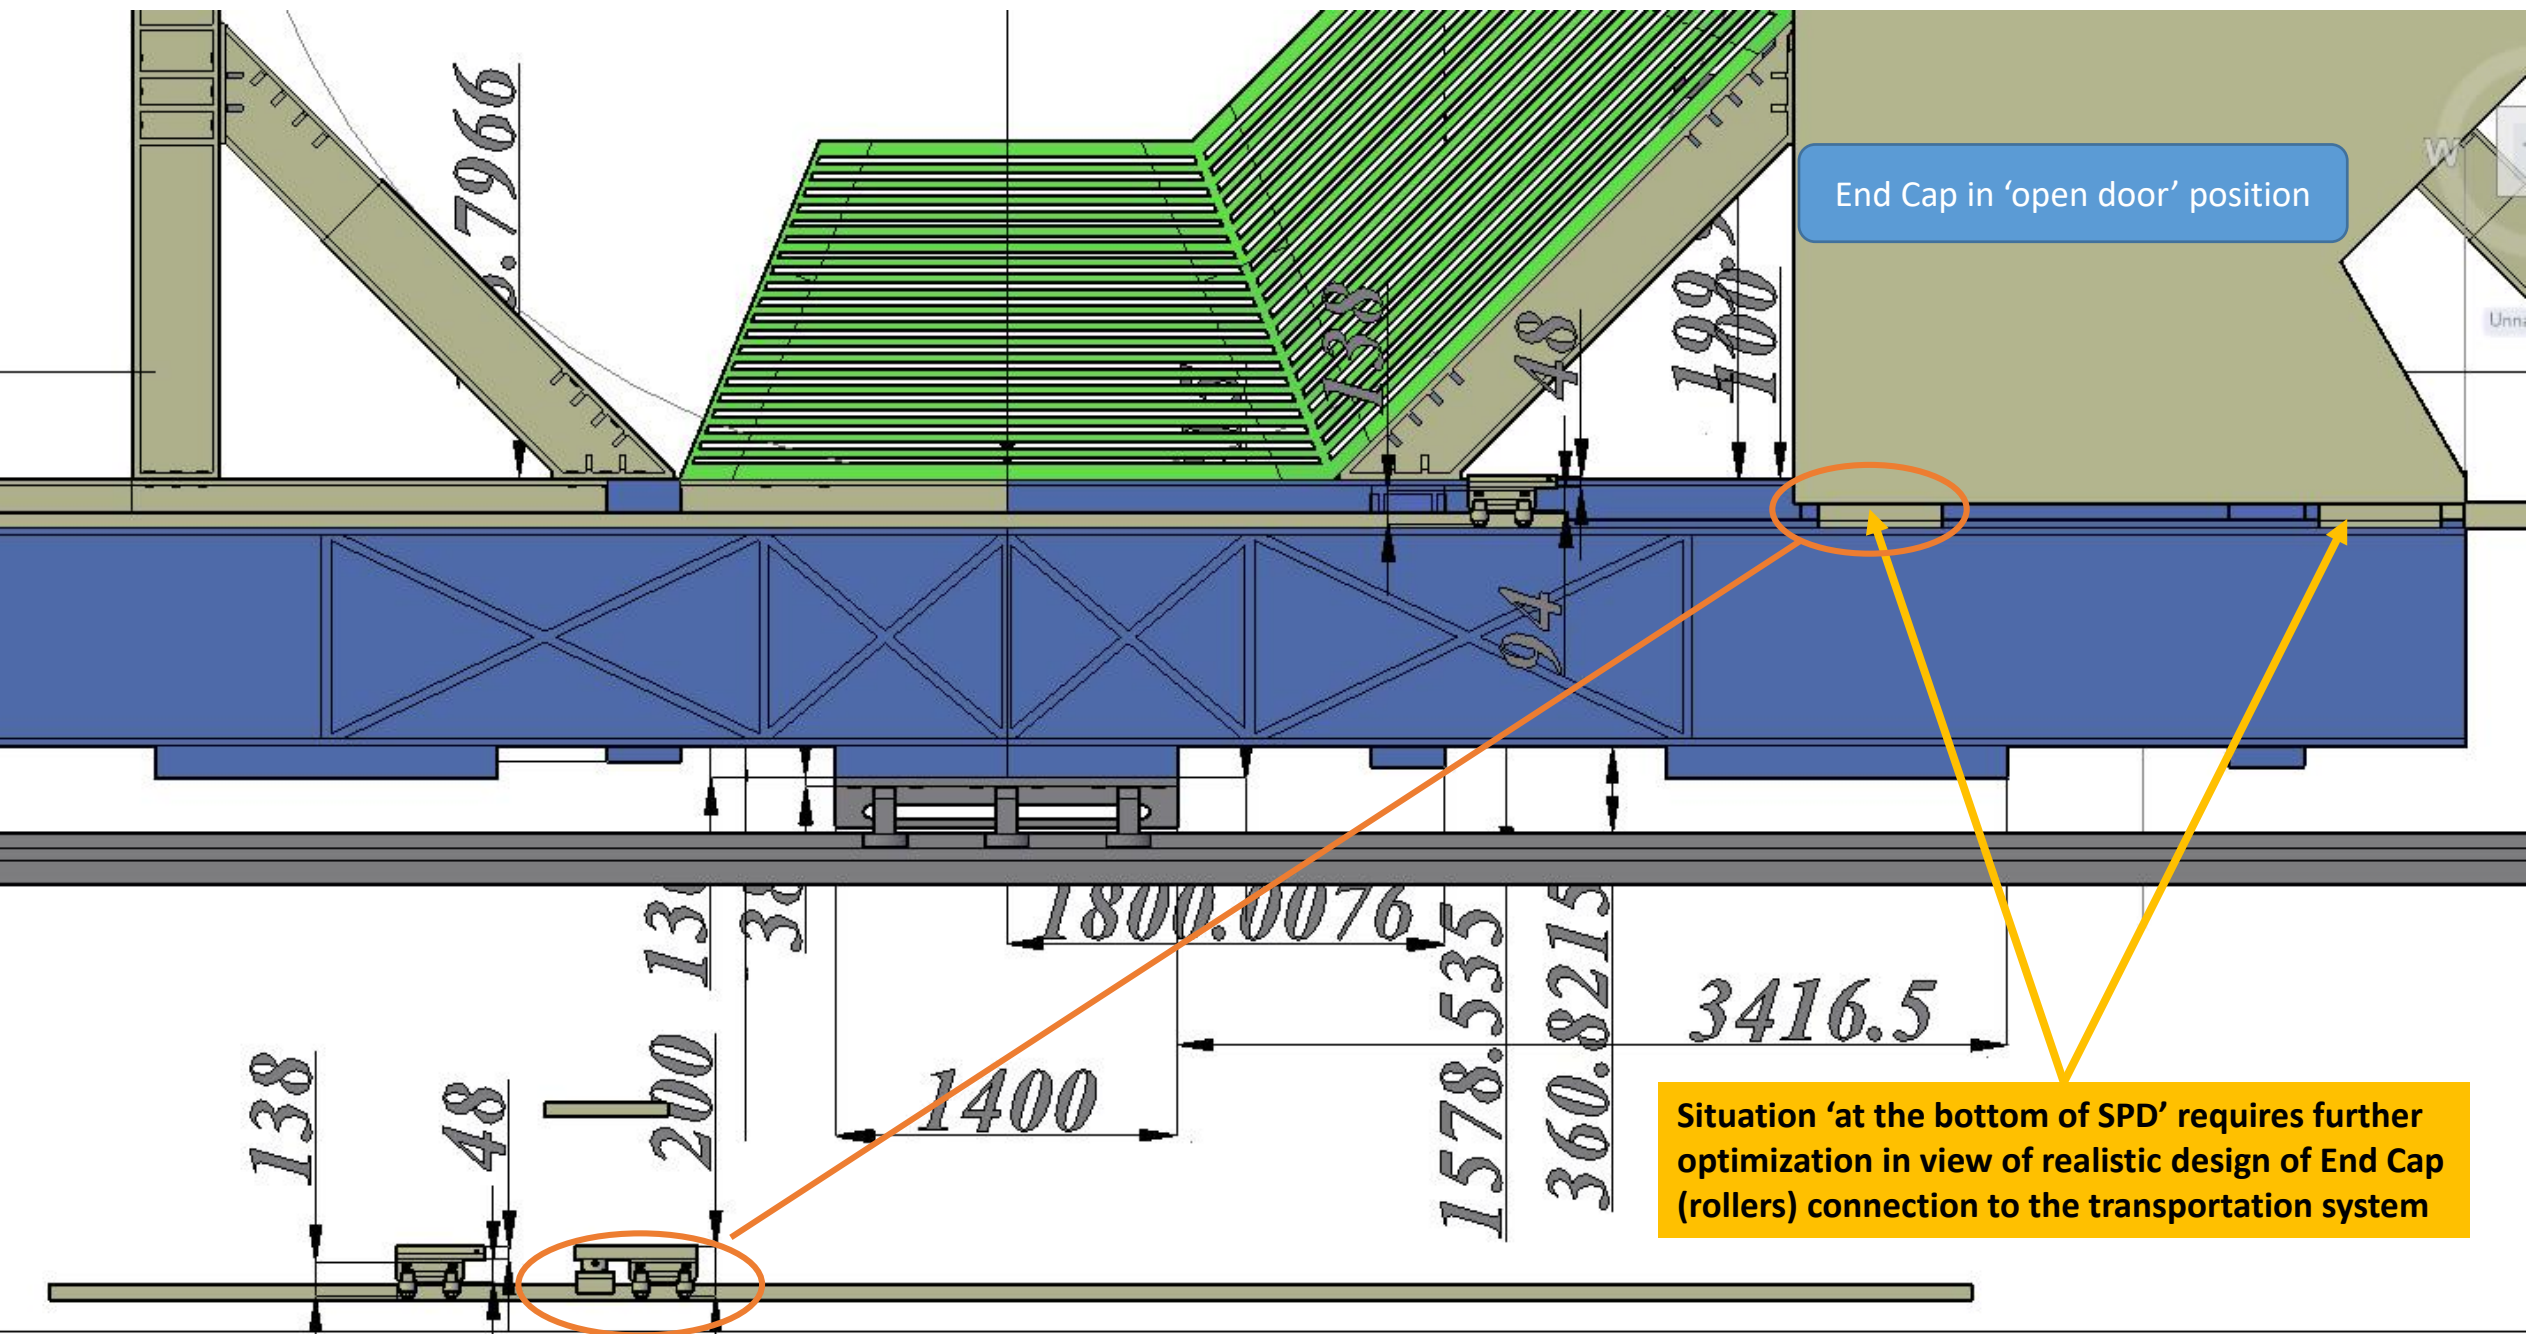 7966
W
End Cap in ‘open door’ position
Unn
138
48
199
100
94
38
1800.0076
1578.535
360.8215
3416.5
1400
138
48
200
Situation ‘at the bottom of SPD’ requires further
optimization in view of realistic design of End Cap
(rollers) connection to the transportation system